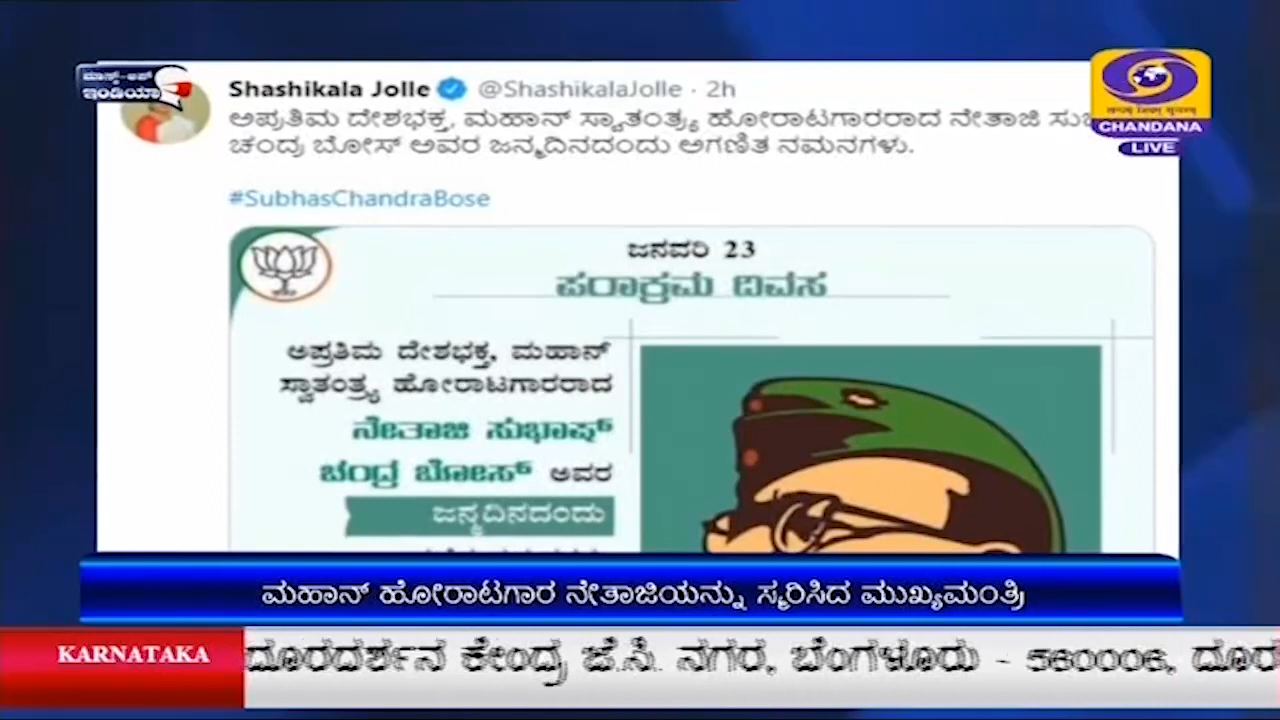 ಮಾಸ್ಕ್-ಅಪ್
ಇಂಡಿಯಾ
Shashikala Jolle @ShashikalaJolle · 2h
ಅಪ್ರತಿಮ ದೇಶಭಕ್ತ, ಮಹಾನ್ ಸ್ವಾತಂತ್ರ್ಯ ಹೋರಾಟಗಾರರಾದ ನೇತಾಜಿ
ಚಂದ್ರ ಬೋಸ್ ಅವರ ಜನ್ಮದಿನದಂದು ಅಗಣಿತ ನಮನಗಳು.
#SubhasChandraBose
CHANDANA
LIVE
ಜನವರಿ 23
ಪರಾಕ್ರಮ ದಿವಸ
ಅಪ್ರತಿಮ ದೇಶಭಕ್ತ, ಮಹಾನ್
ಸ್ವಾತಂತ್ರ್ಯ ಹೋರಾಟಗಾರರಾದ
ನೇತಾಜಿ ಸುಭಾಷ್
ಚಂದ್ರ ಬೋಸ್ ಅವರ
ಜನ್ಮದಿನದಂದು
ಮಹಾನ್ ಹೋರಾಟಗಾರ ನೇತಾಜಿಯನ್ನು ಸ್ಮರಿಸಿದ ಮುಖ್ಯಮಂತ್ರಿ
KARNATAKA ದೂರದರ್ಶನ ಕೇಂದ್ರ ಜೆ.ಸಿ. ನಗರ, ಬೆಂಗಳೂರು - 560006, ದೂರ